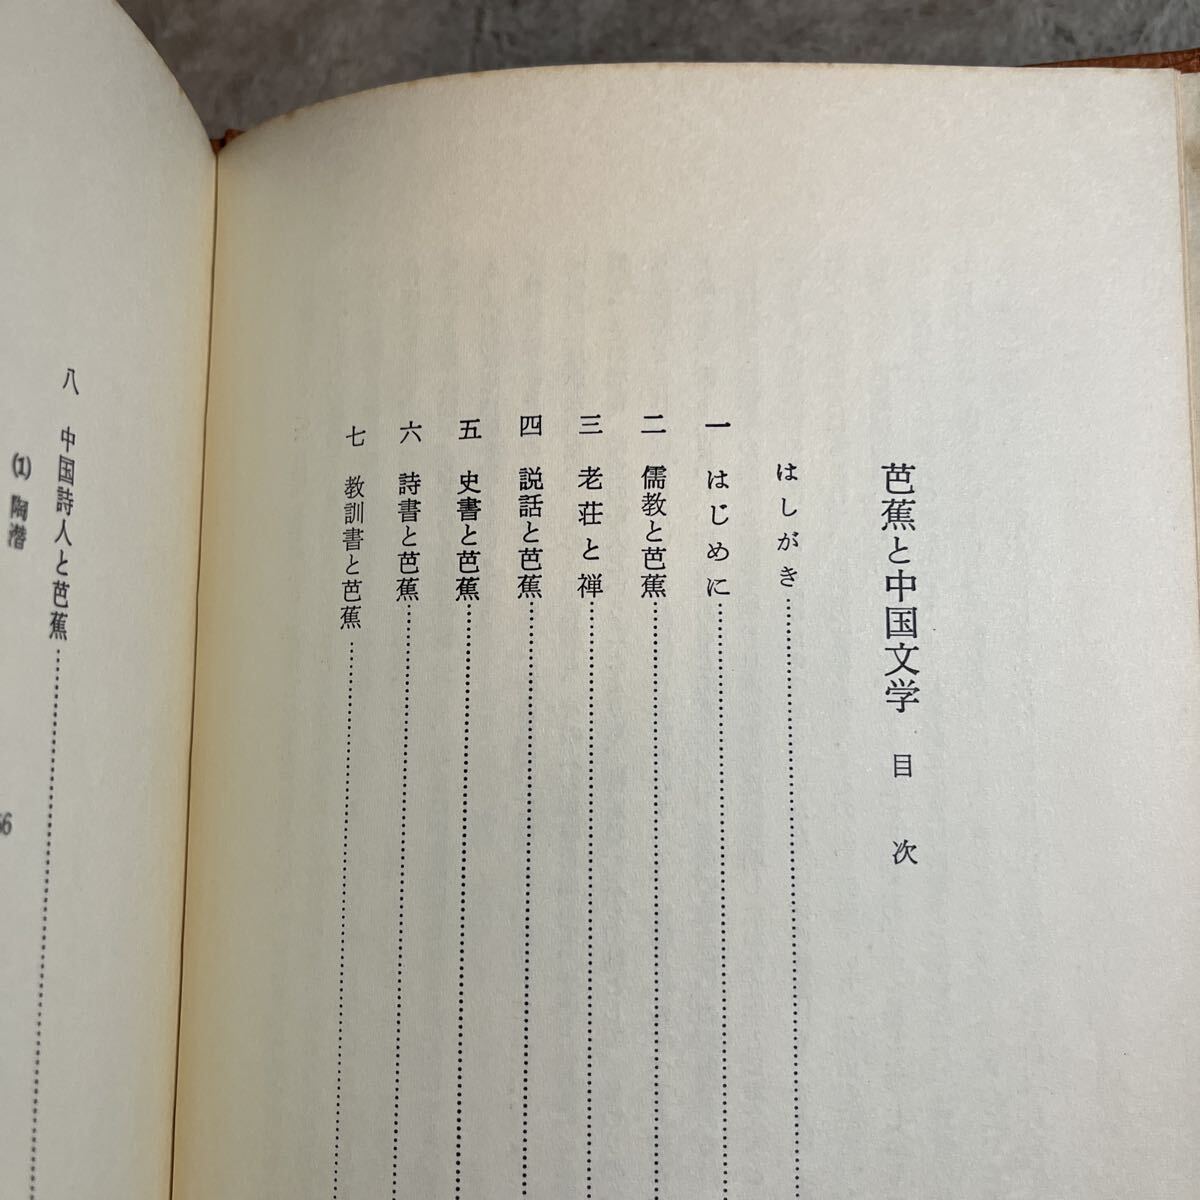 芭蕉と中国文学 目次
はしがき
一 はじめに
二 儒教と芭蕉
三 老荘と禅
四 説話と芭蕉
五 史書と芭蕉
六 詩書と芭蕉
七 教訓書と芭蕉
八 中国詩人と芭蕉
(1) 陶潜